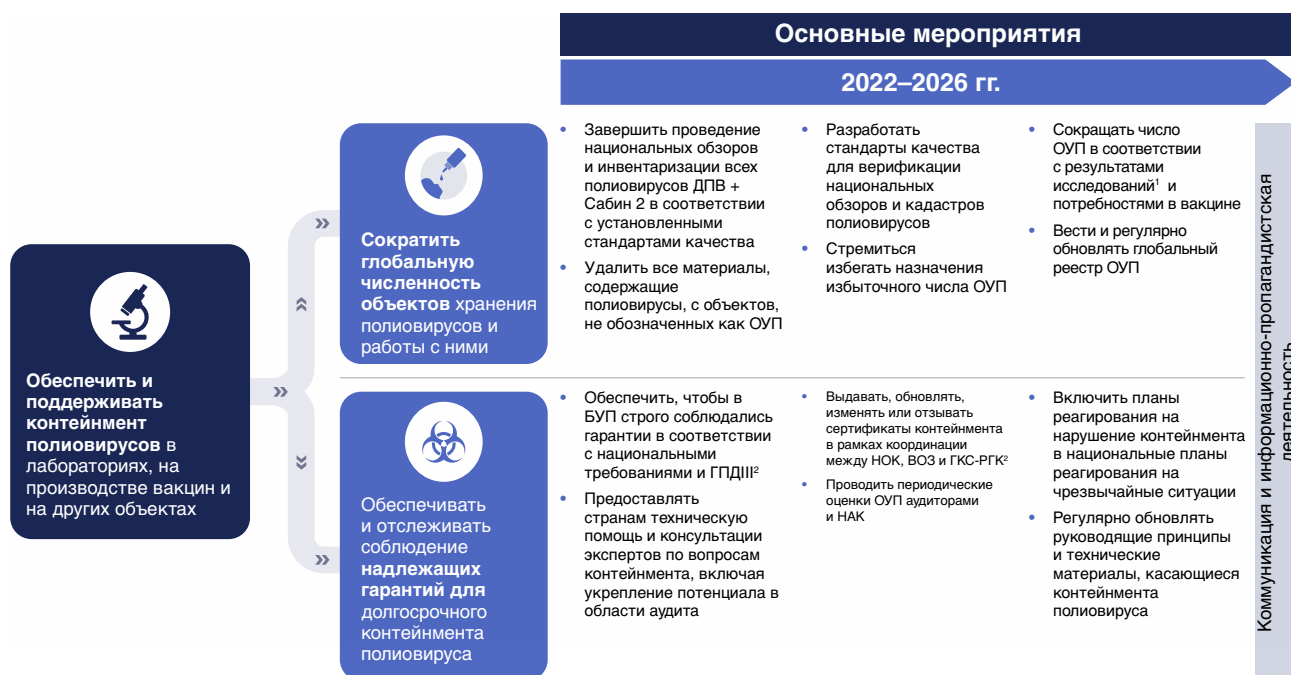 Основные мероприятия
2022–2026 гг.
Обеспечить и
поддерживать
контейнмент
полиовирусов в
лабораториях, на
производстве вакцин и
на других объектах
Сократить
глобальную
численность
объектов хранения
полиовирусов и
работы с ними
• Завершить проведение
национальных обзоров
и инвентаризации всех
полиовирусов ДПВ +
Сабин 2 в соответствии
с установленными
стандартами качества
• Удалить все материалы,
содержащие
полиовирусы, с объектов,
не обозначенных как ОУП
• Разработать
стандарты качества
для верификации
национальных
обзоров и кадастров
полиовирусов
• Стремиться
избегать назначения
избыточного числа ОУП
• Сокращать число
ОУП в соответствии
с результатами
исследований¹ и
потребностями в вакцине
• Вести и регулярно
обновлять глобальный
реестр ОУП
Обеспечивать
и отслеживать
соблюдение
надлежащих
гарантий для
долгосрочного
контейнмента
полиовируса
• Обеспечить, чтобы в
БУП строго соблюдались
гарантии в соответствии
с национальными
требованиями и ГПДIII²
• Предоставлять
странам техническую
помощь и консультации
экспертов по вопросам
контейнмента, включая
укрепление потенциала в
области аудита
• Выдавать, обновлять,
изменять или отзывать
сертификаты контейнмента
в рамках координации
между НОК, ВОЗ и ГКС-РГК²
• Проводить периодические
оценки ОУП аудиторами
и НАК
• Включить планы
реагирования на
нарушение контейнмента
в национальные планы
реагирования на
чрезвычайные ситуации
• Регулярно обновлять
руководящие принципы
и технические
материалы, касающиеся
контейнмента
полиовируса
Коммуникация и информационно-пропагандистская
деятельность